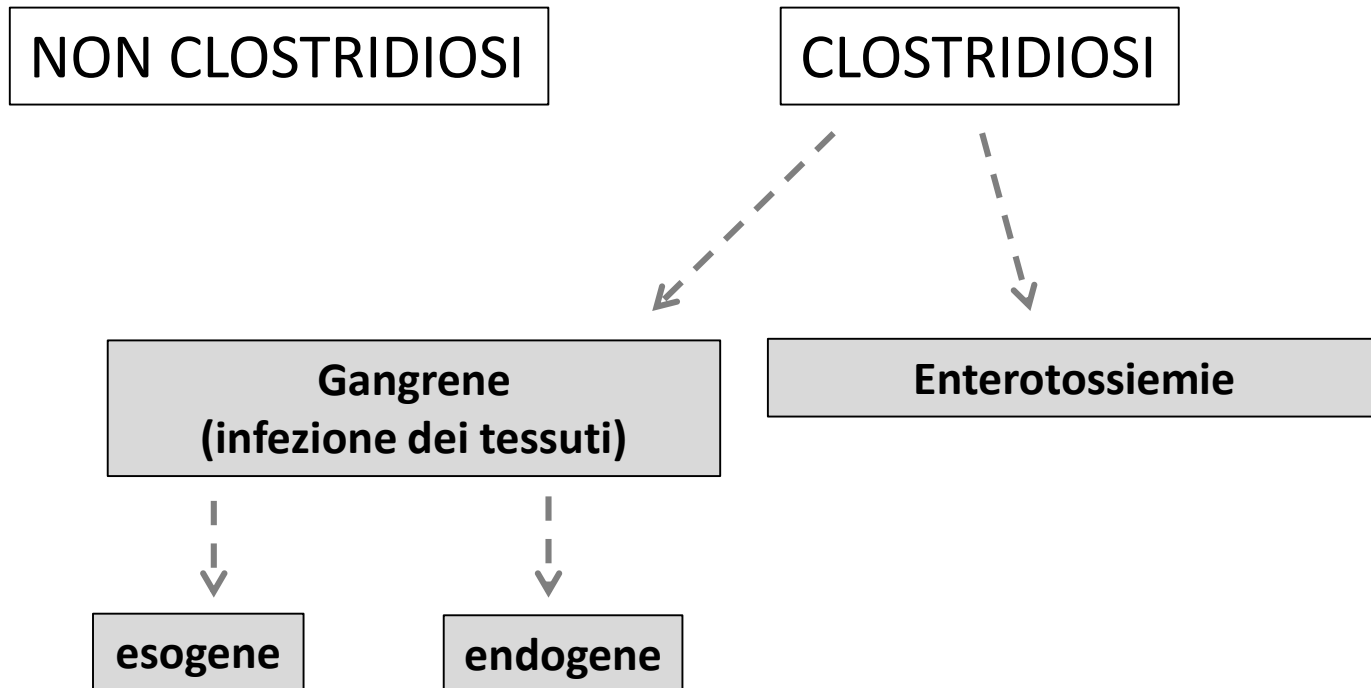 NON CLOSTRIDIOSI
CLOSTRIDIOSI
Gangrene
(infezione dei tessuti)
Enterotossiemie
esogene
endogene